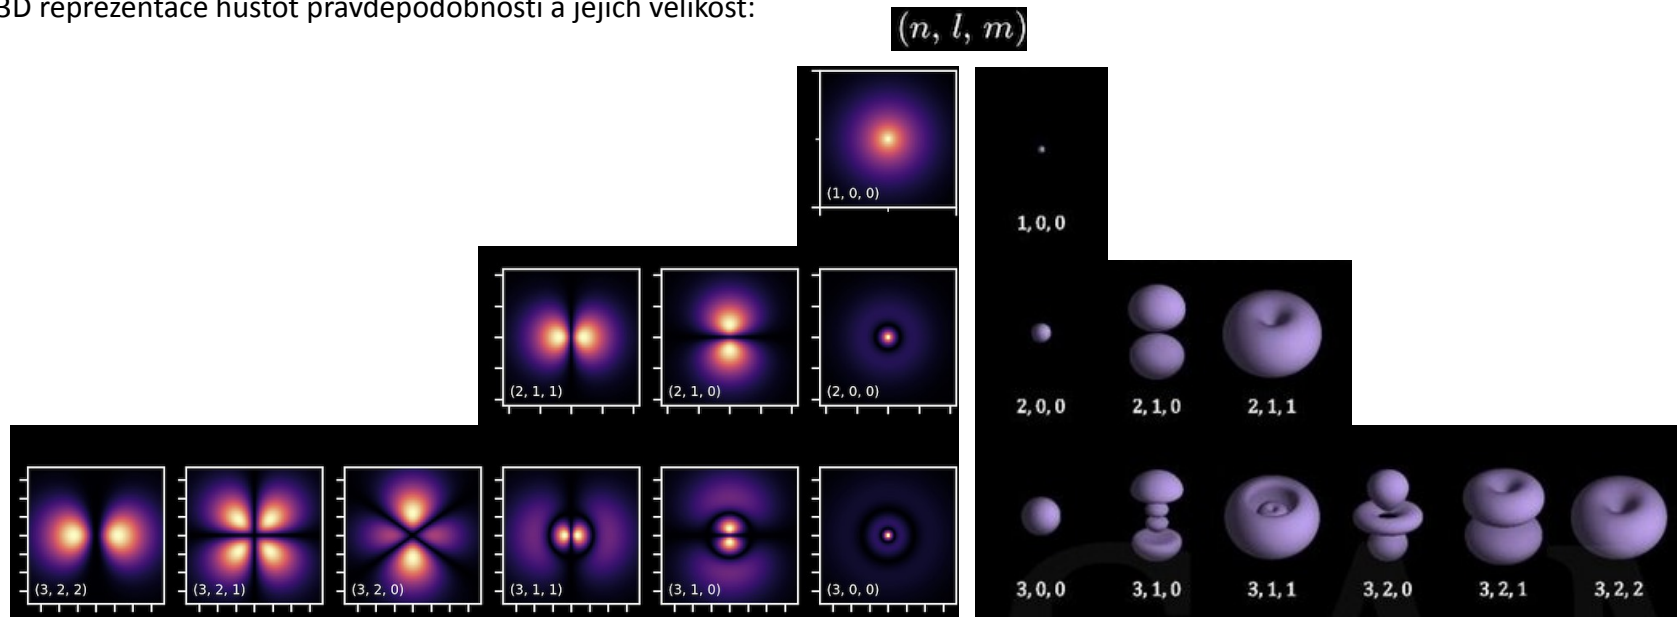 3D reprezentace hustot pravděpodobnosti a jejich velikost:
(n, l, m)
(1, 0, 0)
1, 0, 0
(2, 1, 1) (2, 1, 0) (2, 0, 0)
2, 0, 0 2, 1, 0 2, 1, 1
(3, 2, 2) (3, 2, 1) (3, 2, 0) (3, 1, 1) (3, 1, 0) (3, 0, 0)
3, 0, 0 3, 1, 0 3, 1, 1 3, 2, 0 3, 2, 1 3, 2, 2